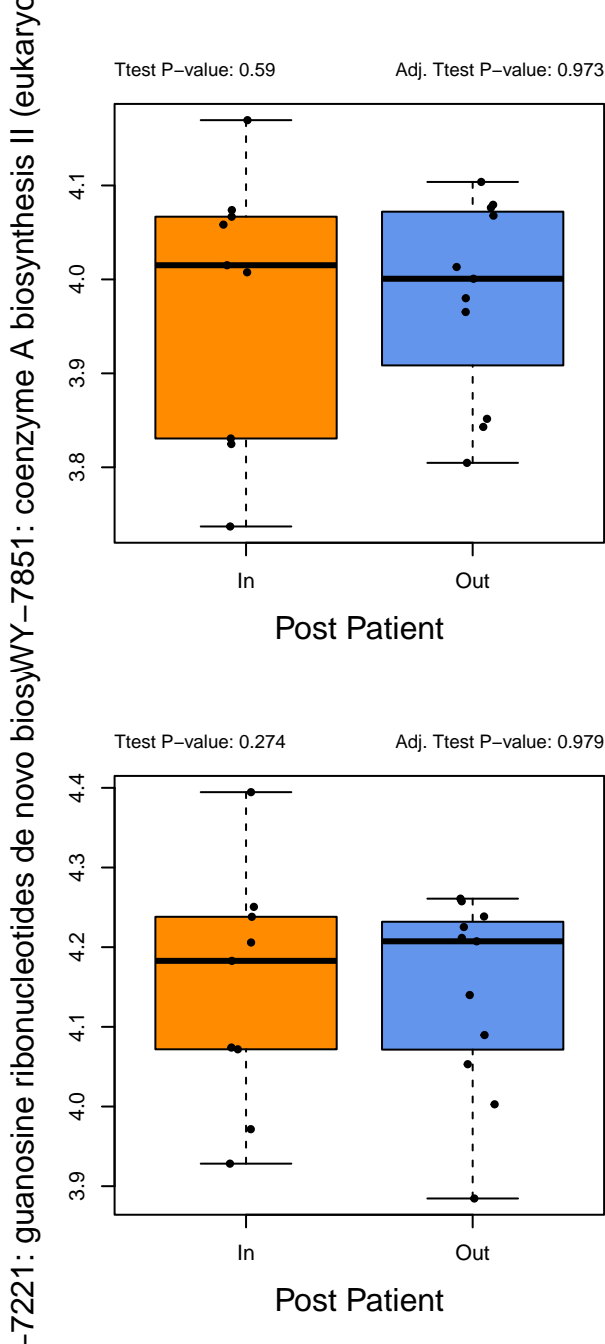 WY−7851: coenzyme A biosynthesis II (eukaryo
Ttest P−value: 0.59
Adj. Ttest P−value: 0.973
4.1
4.0
3.9
3.8
In
Out
Post Patient
−7221: guanosine ribonucleotides de novo biosy
Ttest P−value: 0.274
Adj. Ttest P−value: 0.979
4.4
4.3
4.2
4.1
4.0
3.9
In
Out
Post Patient